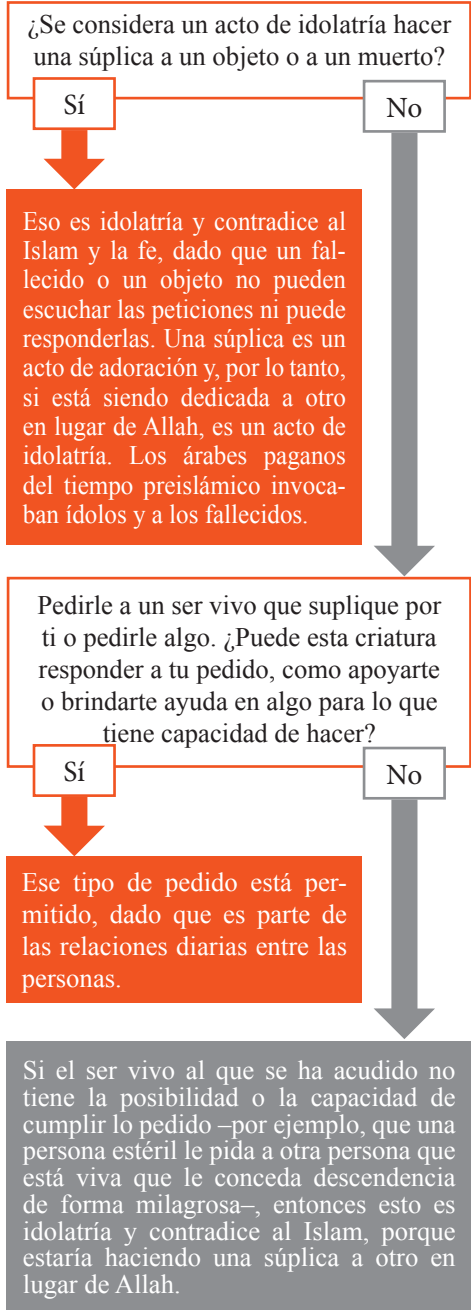 ¿Se considera un acto de idolatría hacer
una súplica a un objeto o a un muerto?
Sí
No
Eso es idolatría y contradice al
Islam y la fe, dado que un fal-
lecido o un objeto no pueden
escuchar las peticiones ni puede
responderlas. Una súplica es un
acto de adoración y, por lo tanto,
si está siendo dedicada a otro
en lugar de Allah, es un acto de
idolatría. Los árabes paganos
del tiempo preislámico invoca-
ban ídolos y a los fallecidos.
Pedirle a un ser vivo que suplique por
ti o pedirle algo. ¿Puede esta criatura
responder a tu pedido, como apoyarte
o brindarte ayuda en algo para lo que
tiene capacidad de hacer?
Sí
No
Ese tipo de pedido está per-
mitido, dado que es parte de
las relaciones diarias entre las
personas.
Si el ser vivo al que se ha acudido no
tiene la posibilidad o la capacidad de
cumplir lo pedido –por ejemplo, que una
persona estéril le pida a otra persona que
está viva que le conceda descendencia
de forma milagrosa–, entonces esto es
idolatría y contradice al Islam, porque
estaría haciendo una súplica a otro en
lugar de Allah.